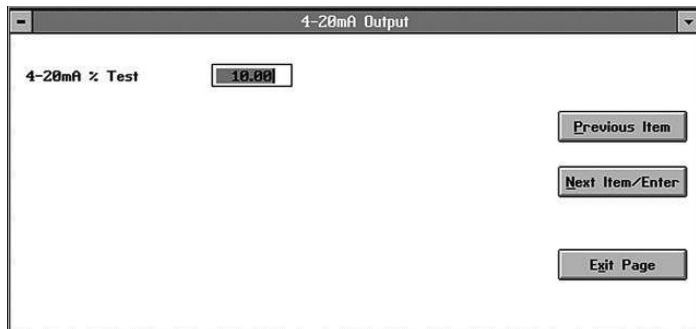 4-20mA Output
4-20mA % Test 10.00
Previous Item
Next Item/Enter
Exit Page